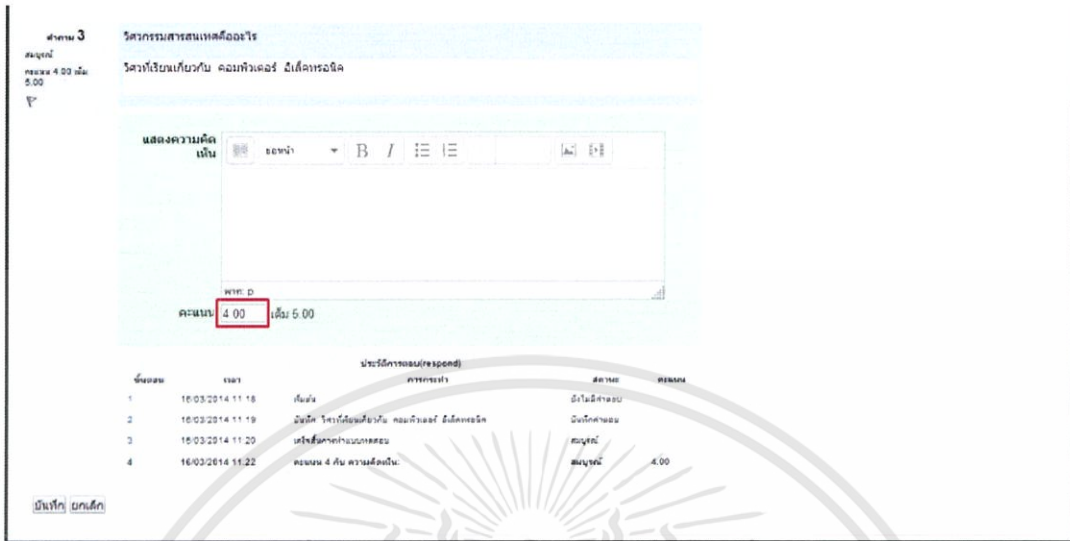 คำถาม 3
สมบูรณ์
คะแนน 4.00 เต็ม
5.00
วิศวกรรมสารสนเทศคืออะไร
วิศวที่เรียนเกี่ยวกับ คอมพิวเตอร์ อิเล็คทรอนิค
แสดงความคิด
เห็น
ย่อหน้า
B I
พาท: p
คะแนน 4.00 เต็ม 5.00
ประวัติการตอบ(respond)
ขั้นตอน เวลา การกระทำ สถานะ คะแนน
1 16/03/2014 11:18 เริ่มต้น ยังไม่มีคำตอบ
2 16/03/2014 11:19 บันทึก วิศวที่เรียนเกี่ยวกับ คอมพิวเตอร์ อิเล็คทรอนิค บันทึกคำตอบ
3 16/03/2014 11:20 เสร็จสิ้นการทำแบบทดสอบ สมบูรณ์
4 16/03/2014 11:22 คะแนน 4 กับ ความคิดเห็น: สมบูรณ์ 4.00
บันทึก ยกเลิก